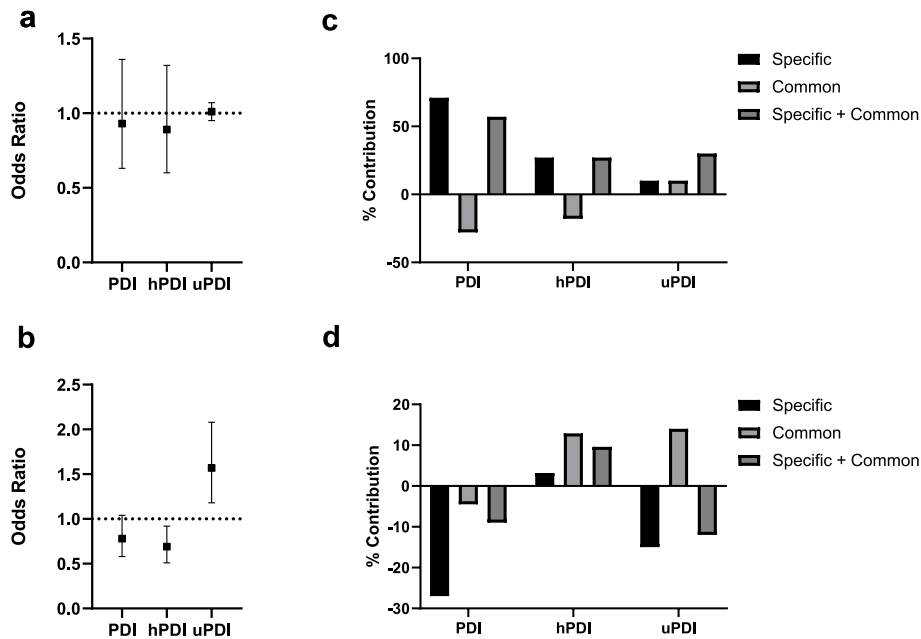 a
1.5
1.0
0.5
0.0
Odds Ratio
PDI hPDI uPDI
c
100
50
0
-50
% Contribution
PDI hPDI uPDI
Specific
Common
Specific + Common
b
2.5
2.0
1.5
1.0
0.5
0.0
Odds Ratio
PDI hPDI uPDI
d
20
10
0
-10
-20
-30
% Contribution
PDI hPDI uPDI
Specific
Common
Specific + Common